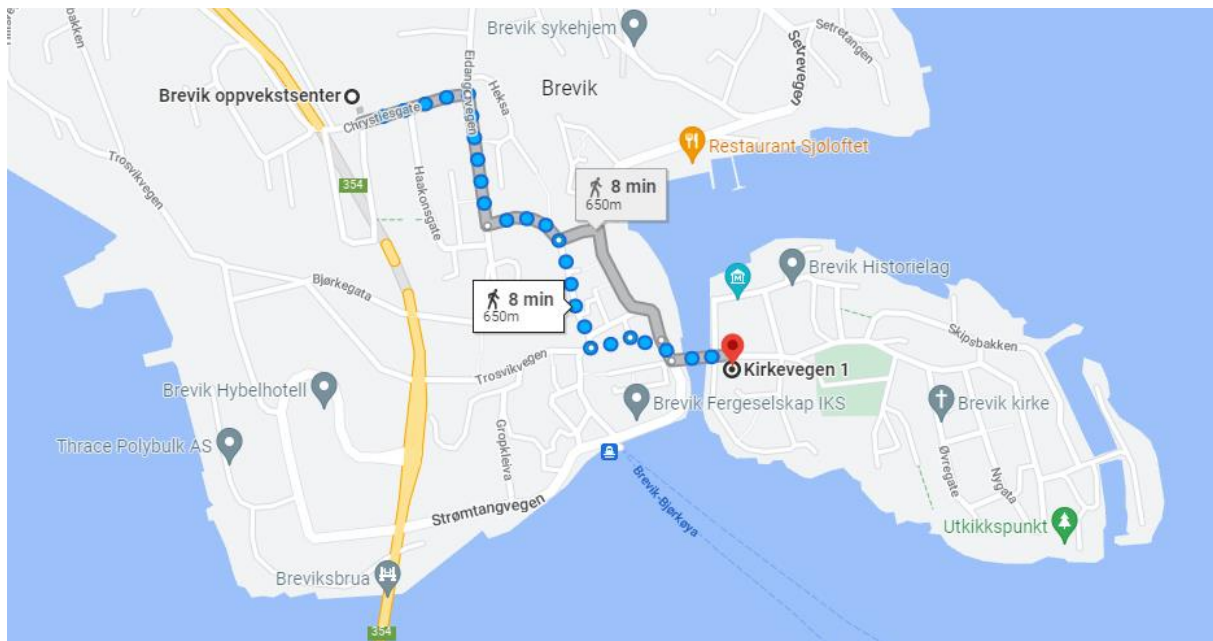 Brevik sykehjem
Setretangen
Setrevegen
Eidangervegen
Heksa
Brevik
Brevik oppvekstsenter
Chrystiesgate
Restaurant Sjøloftet
Trosvikvegen
354
Haakonsgate
8 min
650m
Brevik Historielag
Bjørkegata
8 min
650m
Skipsbakken
Trosvikvegen
Kirkevegen 1
Brevik Hybelhotell
Brevik Fergeselskap IKS
Brevik kirke
Gropkleiva
Thrace Polybulk AS
Øvregate
Nygata
Brevik-Bjørkøya
Strømtangvegen
Utkikkspunkt
Breviksbrua
354